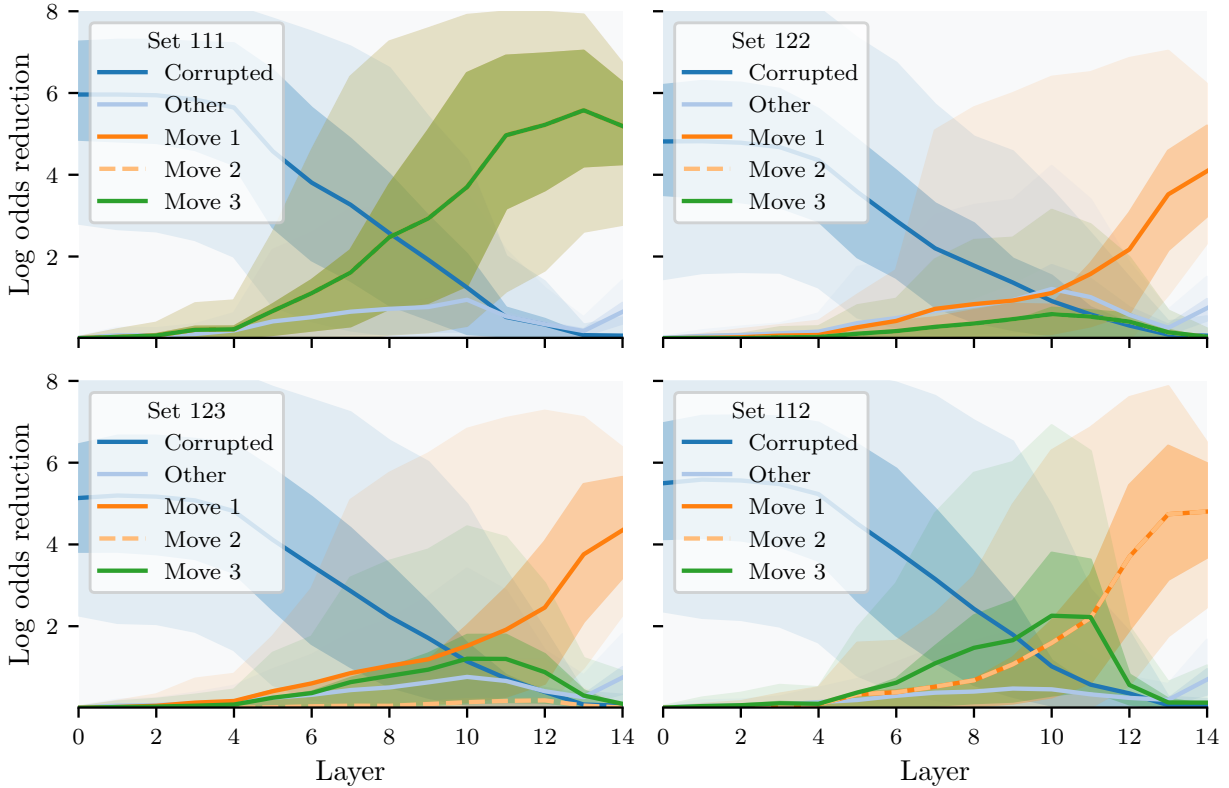 Log odds reduction
8
6
4
2
Set 111
Corrupted
Other
Move 1
Move 2
Move 3
Set 122
Corrupted
Other
Move 1
Move 2
Move 3
Log odds reduction
8
6
4
2
Set 123
Corrupted
Other
Move 1
Move 2
Move 3
0 2 4 6 8 10 12 14
Layer
Set 112
Corrupted
Other
Move 1
Move 2
Move 3
0 2 4 6 8 10 12 14
Layer